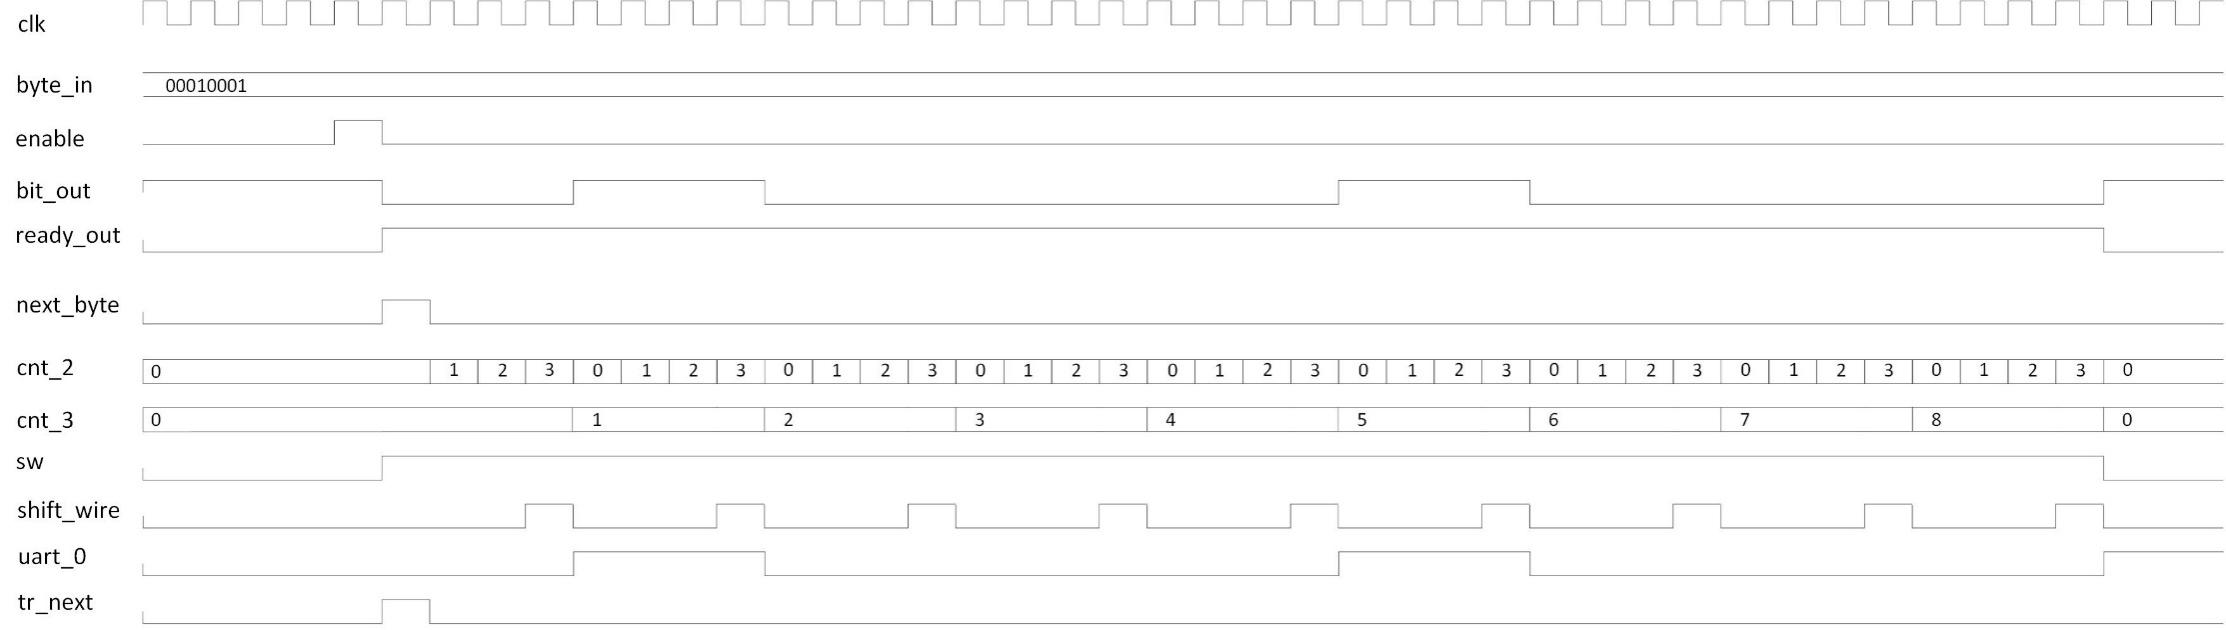 clk
byte_in 00010001
enable
bit_out
ready_out
next_byte
cnt_2 0 1 2 3 0 1 2 3 0 1 2 3 0 1 2 3 0 1 2 3 0 1 2 3 0 1 2 3 0 1 2 3 0 1 2 3 0
cnt_3 0 1 2 3 4 5 6 7 8 0
sw
shift_wire
uart_0
tr_next